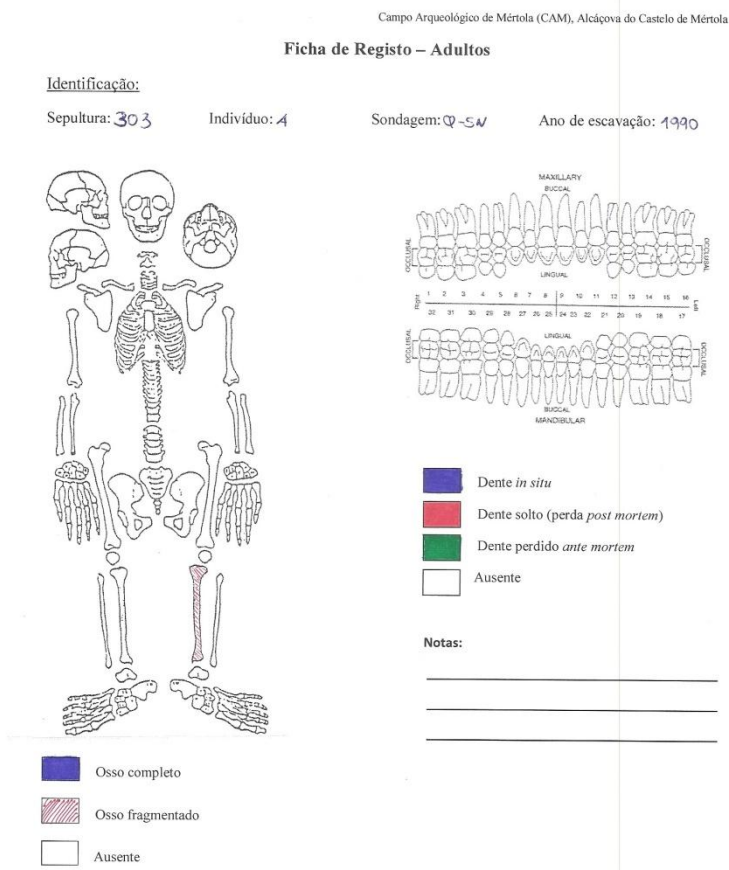 Campo Arqueológico de Mértola (CAM), Alcáçova do Castelo de Mértola
Ficha de Registo – Adultos
Identificação:
Sepultura: 303 Indivíduo: A Sondagem: Ano de escavação: 1990
MAXILLARY
BUCCAL
OCCLUSAL OCCLUSAL
LINGUAL
Right 1 2 3 4 5 6 7 8 9 10 11 12 13 14 15 16 Left
32 31 30 29 28 27 26 25 24 23 22 21 20 19 18 17
LINGUAL
OCCLUSAL OCCLUSAL
BUCCAL
MANDIBULAR
Dente in situ
Dente solto (perda post mortem)
Dente perdido ante mortem
Ausente
Notas:
Osso completo
Osso fragmentado
Ausente